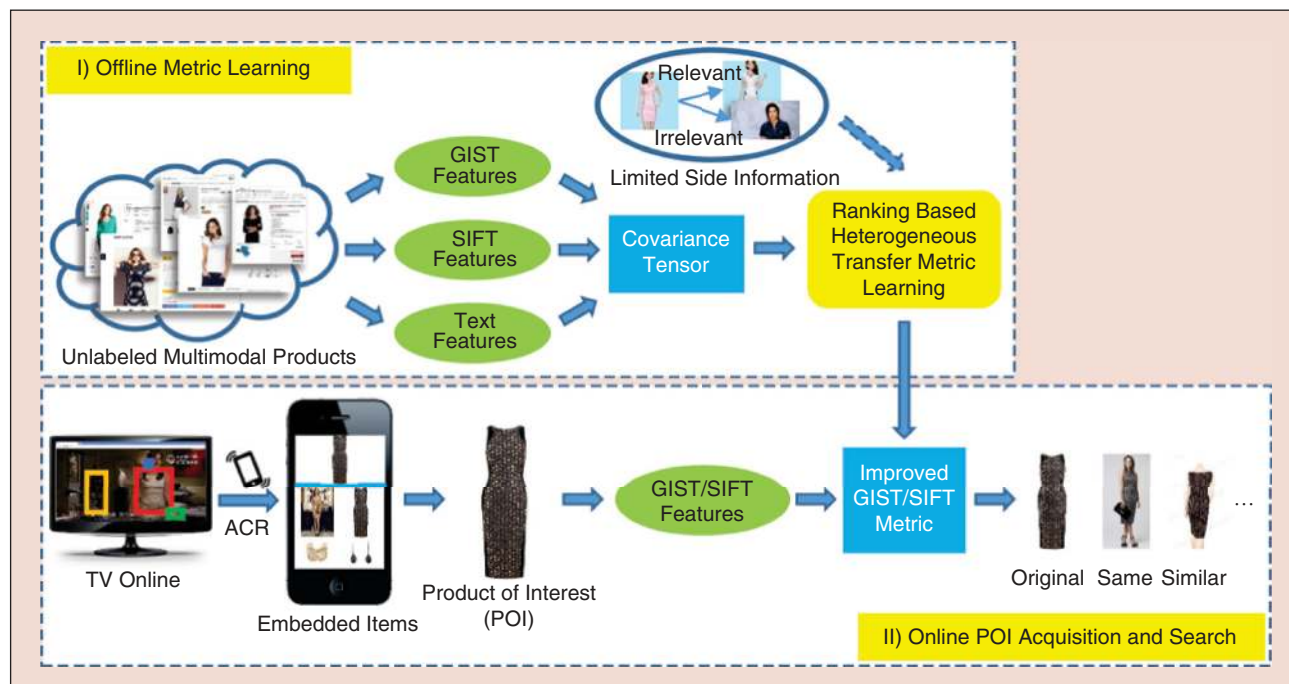 I) Offline Metric Learning
Relevant
Irrelevant
Limited Side Information
GIST
Features
SIFT
Features
Text
Features
Covariance
Tensor
Ranking Based
Heterogeneous
Transfer Metric
Learning
Unlabeled Multimodal Products
TV Online
ACR
Embedded Items
Product of Interest
(POI)
GIST/SIFT
Features
Improved
GIST/SIFT
Metric
Original Same Similar
...
II) Online POI Acquisition and Search